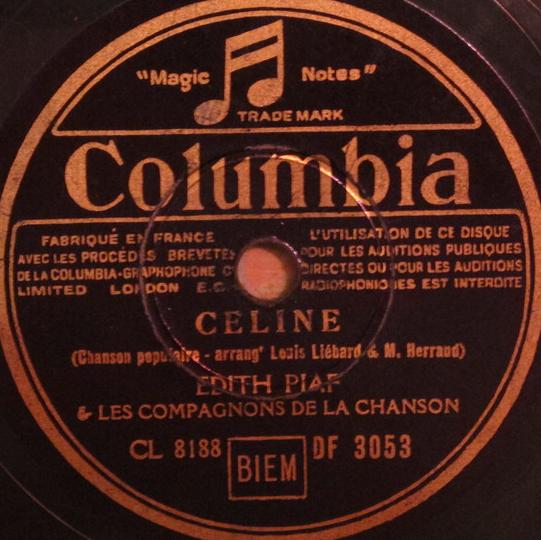 "Magic Notes"
TRADE MARK
Columbia
FABRIQUÉ EN FRANCE
AVEC LES PROCÉDÉS BREVETÉS
DE LA COLUMBIA-GRAPHOPHONE
LIMITED LONDON E.C.
L'UTILISATION DE CE DISQUE
POUR LES AUDITIONS PUBLIQUES
DIRECTES OU POUR LES AUDITIONS
RADIOPHONIQUES EST INTERDITE
CELINE
(Chanson populaire - arrangt Louis Liébard & M. Herrand)
EDITH PIAF
& LES COMPAGNONS DE LA CHANSON
CL 8188 BIEM DF 3053